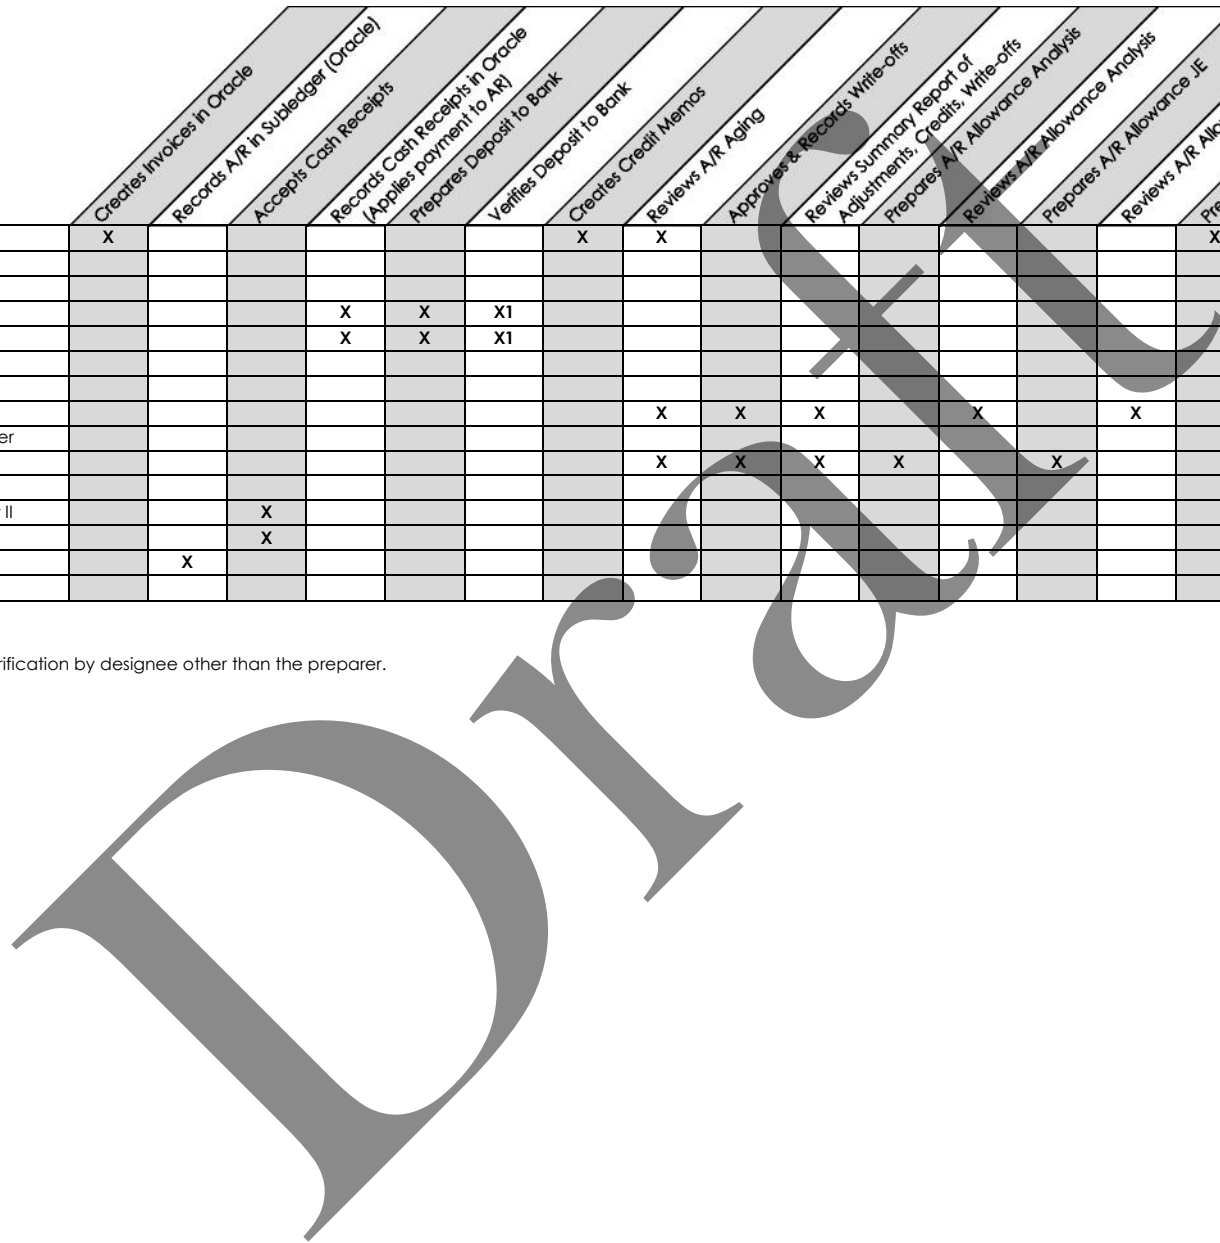 Creates Invoices in Oracle
Records A/R in Subledger (Oracle)
Accepts Cash Receipts
Records Cash Receipts in Oracle
(Applies payment to AR)
Prepares Deposit to Bank
Verifies Deposit to Bank
Creates Credit Memos
Reviews A/R Aging
Approves & Records Write-offs
Reviews Summary Report of
Adjustments, Credits, Write-offs
Prepares A/R Allowance Analysis
Reviews A/R Allowance Analysis
Prepares A/R Allowance JE
Reviews A/R Allo
Pre
X X X X
X X X1
X X X1
X X X X X
er
X X X X X
II X
X
X
rification by designee other than the preparer.
Draft